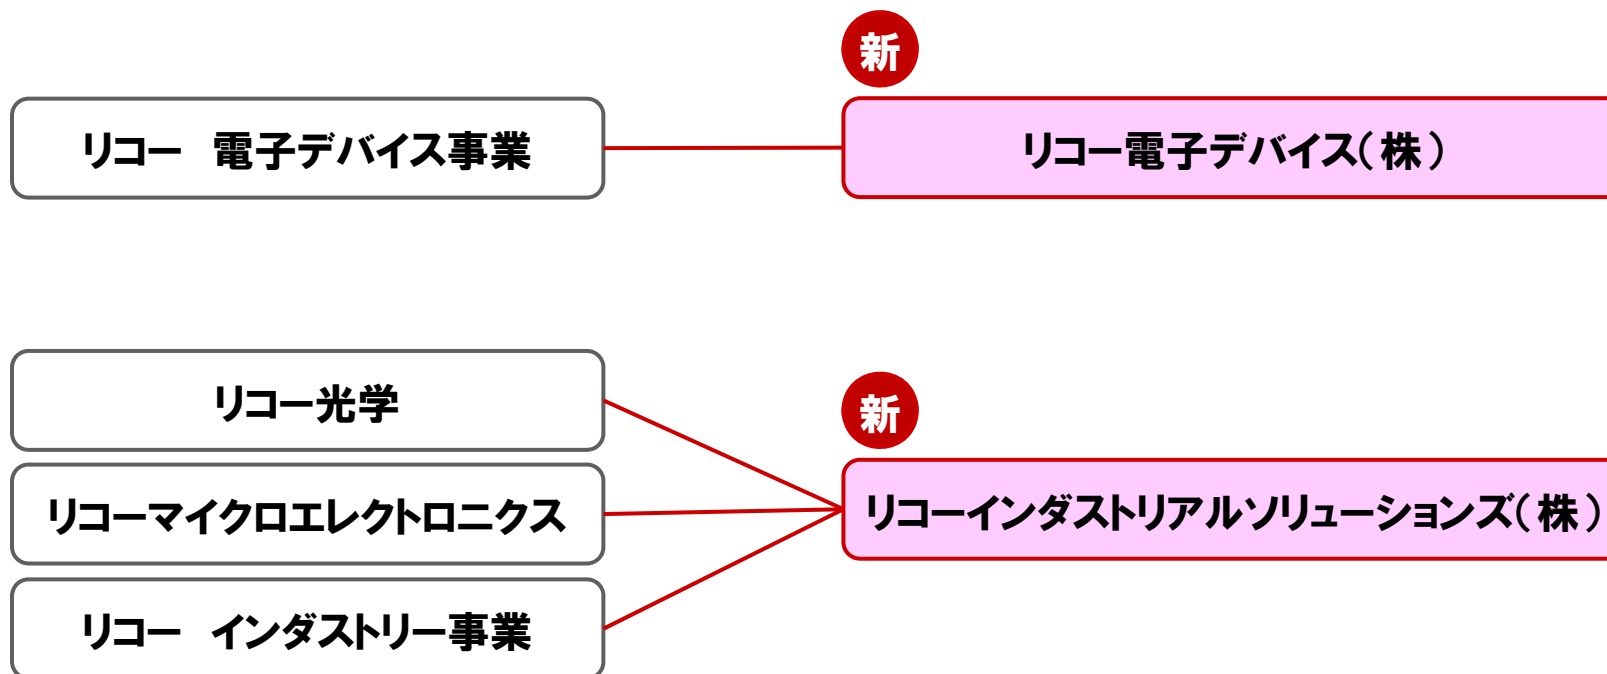 新
リコー　電子デバイス事業
リコー電子デバイス（株）
リコー光学
新
リコーマイクロエレクトロニクス
リコーインダストリアルソリューションズ（株）
リコー　インダストリー事業